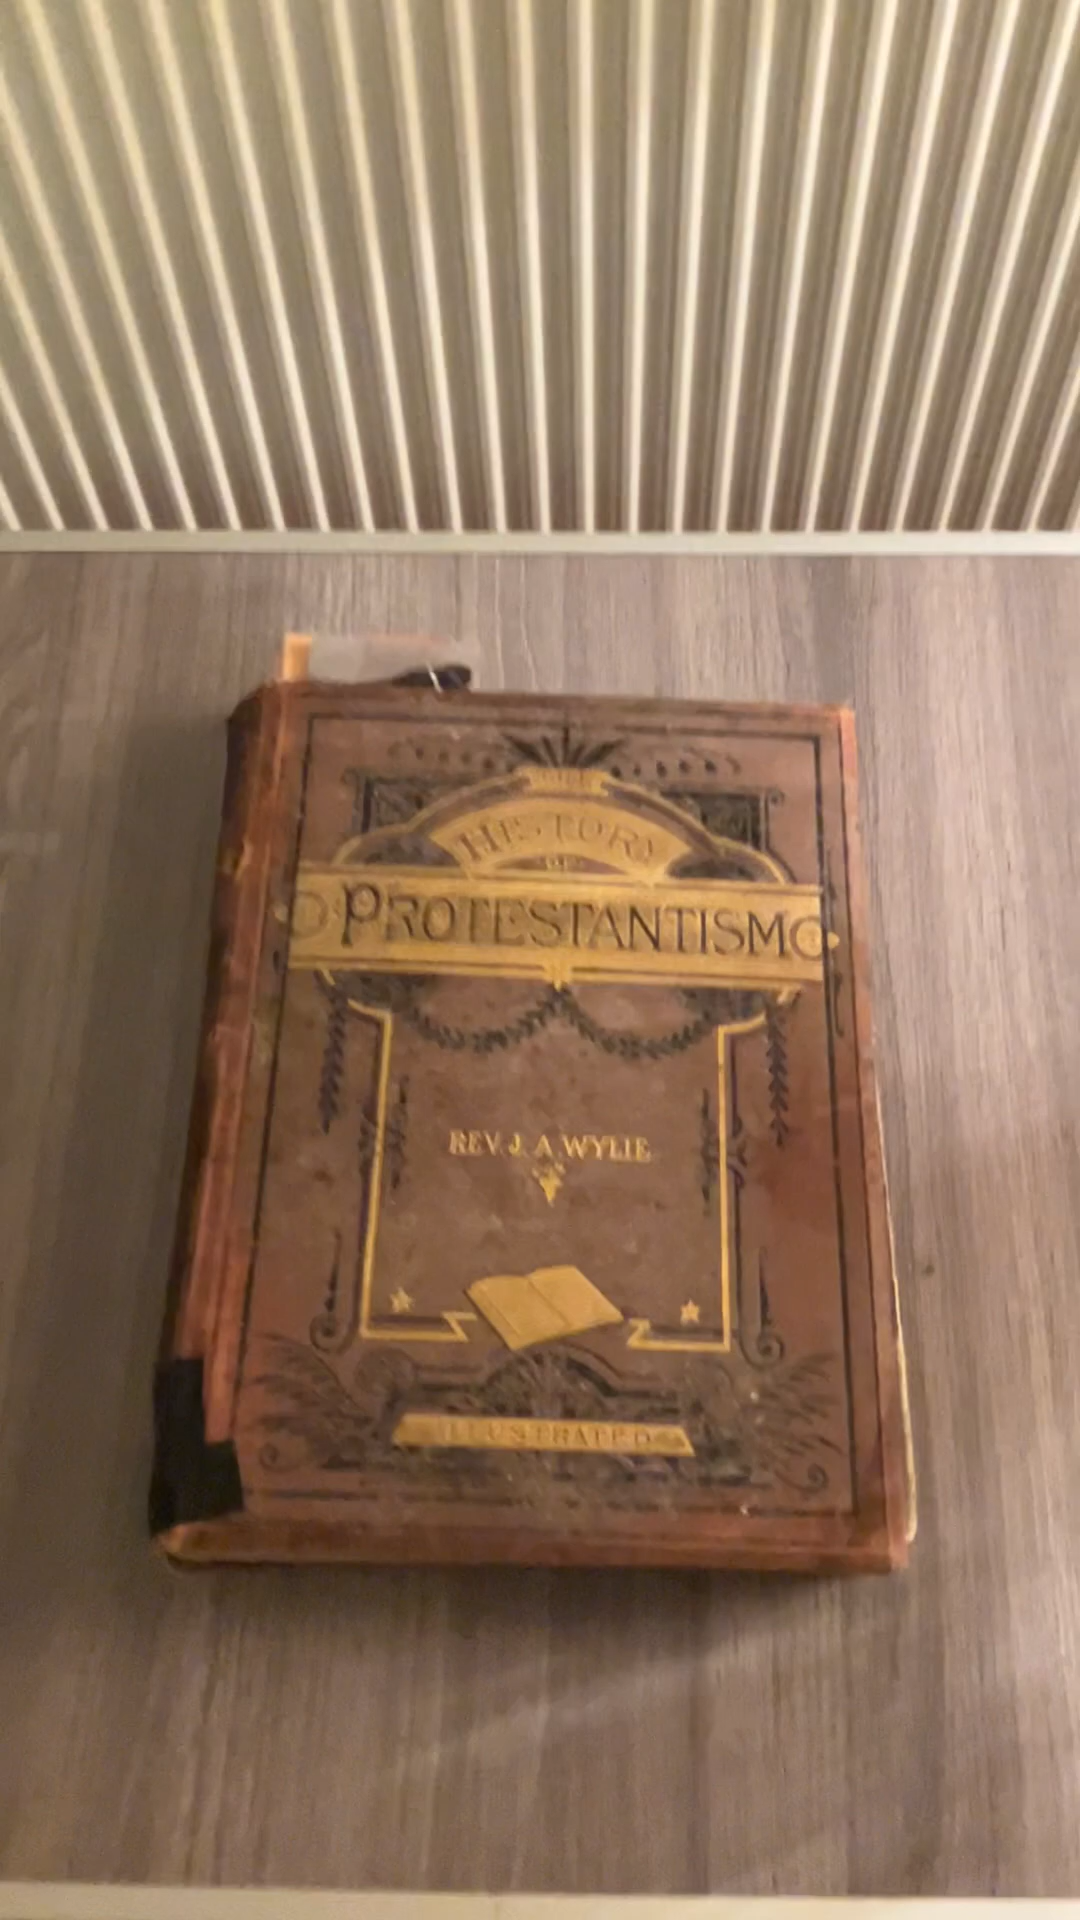 THE
HISTORY
OF
PROTESTANTISM
REV. J. A. WYLIE
ILLUSTRATED